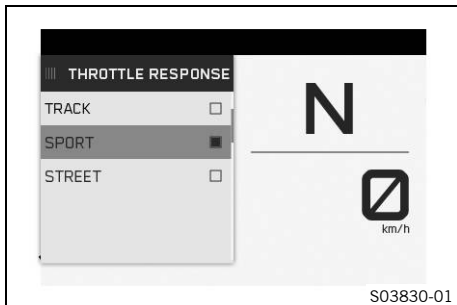 THROTTLE RESPONSE
TRACK
SPORT
STREET
N
0
km/h
S03830-01